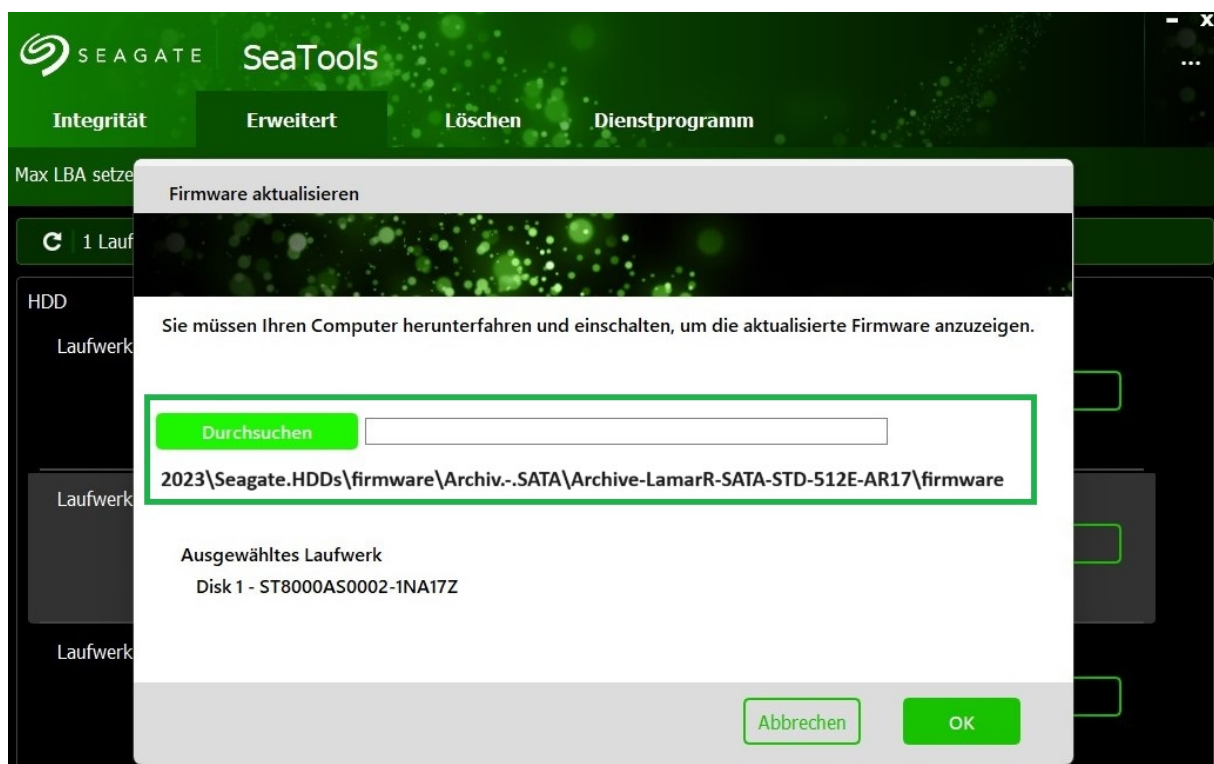 SEAGATE SeaTools
- x
...
Integrität Erweitert Löschen Dienstprogramm
Max LBA setze
Firmware aktualisieren
1 Lauf
HDD
Sie müssen Ihren Computer herunterfahren und einschalten, um die aktualisierte Firmware anzuzeigen.
Laufwerk
Durchsuchen
2023\Seagate.HDDs\firmware\Archiv.-.SATA\Archive-LamarR-SATA-STD-512E-AR17\firmware
Laufwerk
Ausgewähltes Laufwerk
Disk 1 - ST8000AS0002-1NA17Z
Laufwerk
Abbrechen OK